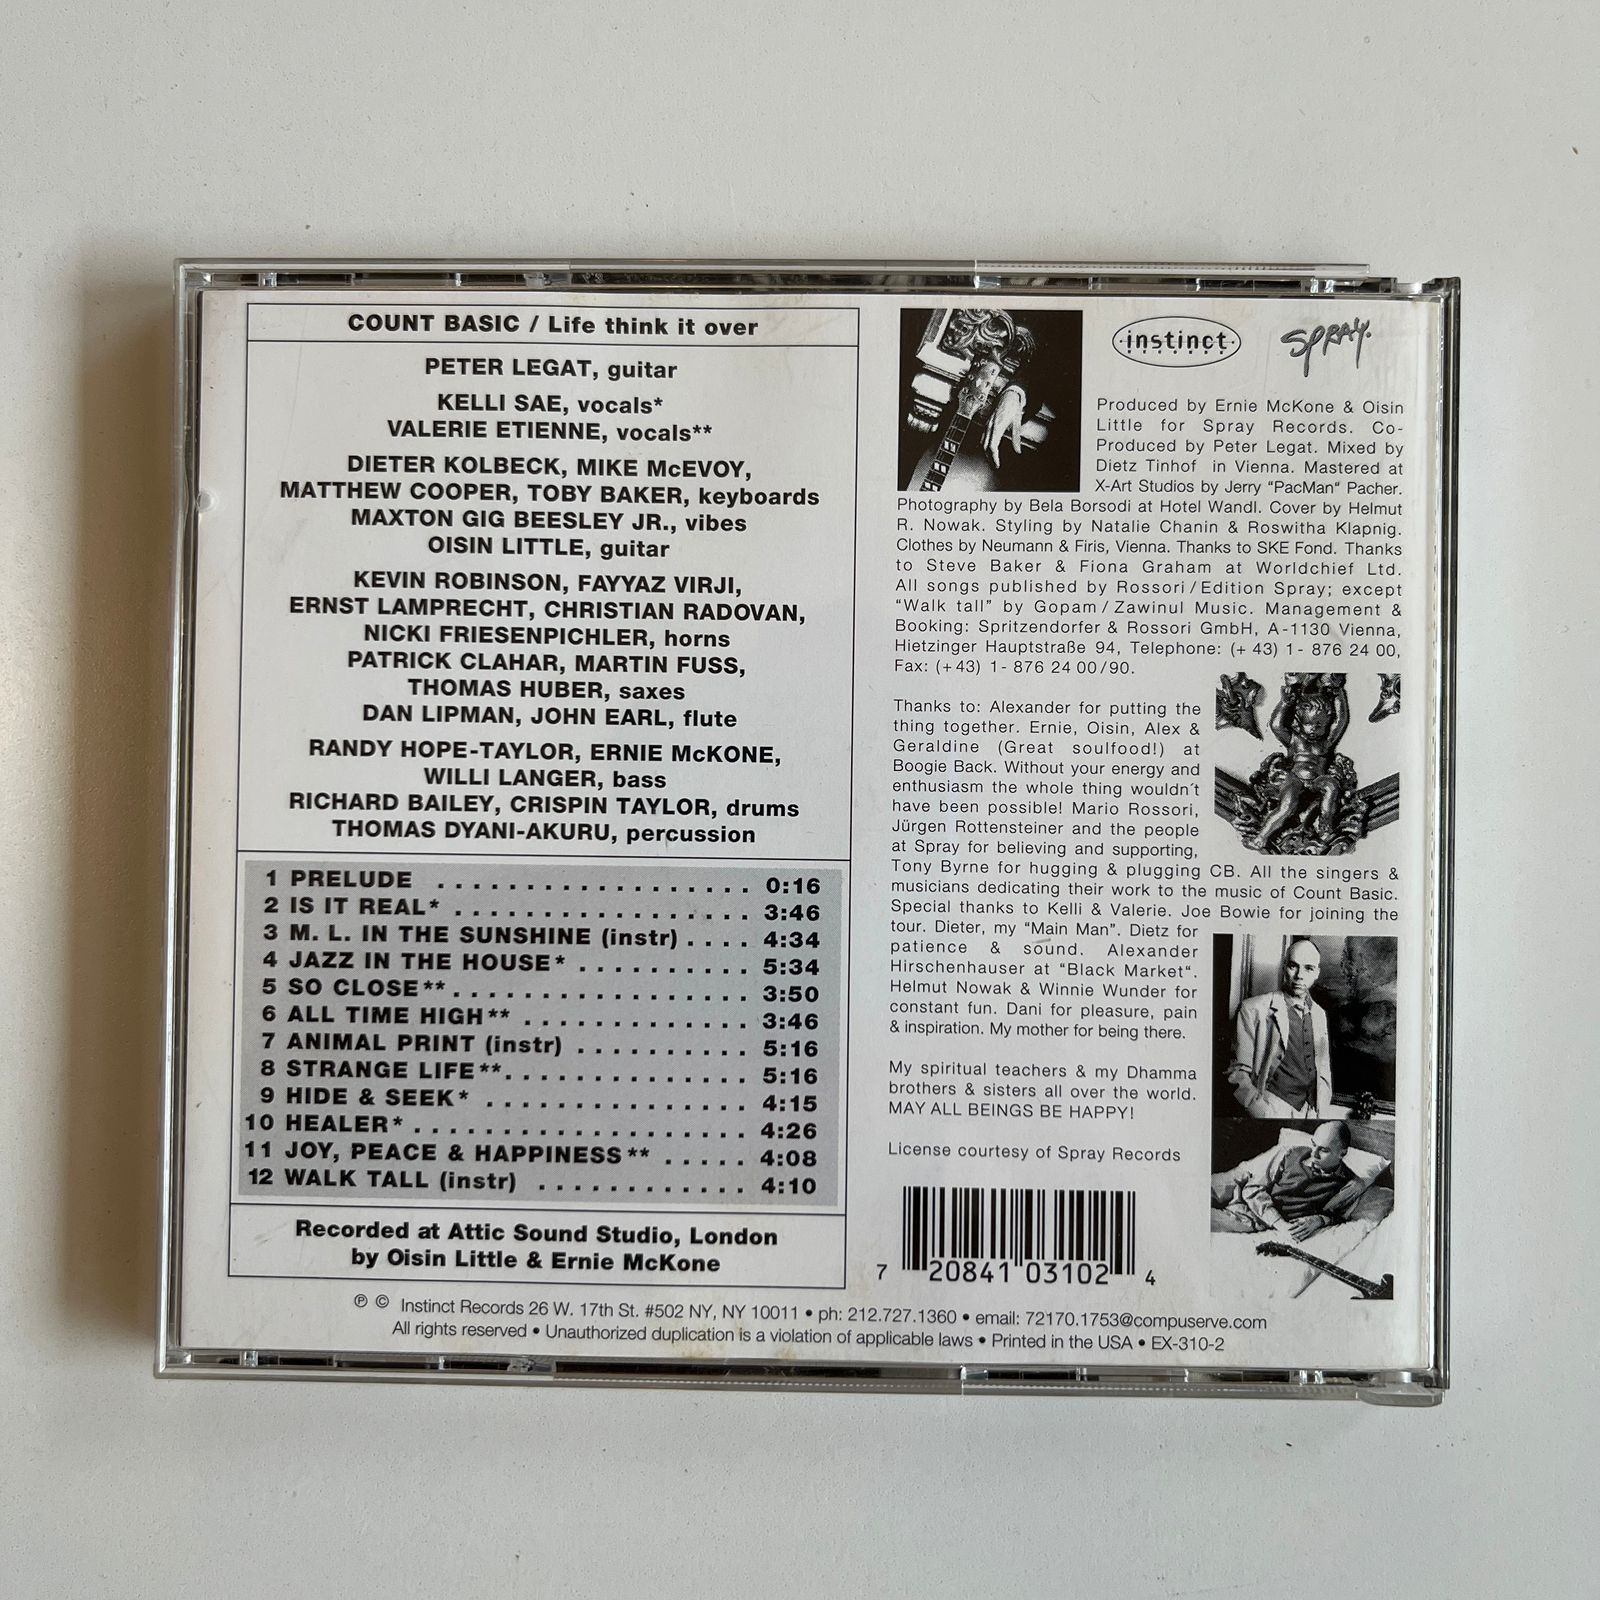 COUNT BASIC / Life think it over
PETER LEGAT, guitar
KELLI SAE, vocals*
VALERIE ETIENNE, vocals**
DIETER KOLBECK, MIKE McEVOY,
MATTHEW COOPER, TOBY BAKER, keyboards
MAXTON GIG BEESLEY JR., vibes
OISIN LITTLE, guitar
KEVIN ROBINSON, FAYYAZ VIRJI,
ERNST LAMPRECHT, CHRISTIAN RADOVAN,
NICKI FRIESENPICHLER, horns
PATRICK CLAHAR, MARTIN FUSS,
THOMAS HUBER, saxes
DAN LIPMAN, JOHN EARL, flute
RANDY HOPE-TAYLOR, ERNIE McKONE,
WILLI LANGER, bass
RICHARD BAILEY, CRISPIN TAYLOR, drums
THOMAS DYANI-AKURU, percussion
1 PRELUDE . . . . . . . . . . . . . . . . . . . 0:16
2 IS IT REAL* . . . . . . . . . . . . . . . . . . 3:46
3 M. L. IN THE SUNSHINE (instr) . . . . 4:34
4 JAZZ IN THE HOUSE* . . . . . . . . . . 5:34
5 SO CLOSE** . . . . . . . . . . . . . . . . . . 3:50
6 ALL TIME HIGH** . . . . . . . . . . . . . 3:46
7 ANIMAL PRINT (instr) . . . . . . . . . . 5:16
8 STRANGE LIFE** . . . . . . . . . . . . . . . 5:16
9 HIDE & SEEK* . . . . . . . . . . . . . . . . 4:15
10 HEALER* . . . . . . . . . . . . . . . . . . . . 4:26
11 JOY, PEACE & HAPPINESS** . . . . . 4:08
12 WALK TALL (instr) . . . . . . . . . . . . 4:10
Recorded at Attic Sound Studio, London
by Oisin Little & Ernie McKone
instinct
RECORDS
SPRAY.
Produced by Ernie McKone & Oisin
Little for Spray Records. Co-
Produced by Peter Legat. Mixed by
Dietz Tinhof in Vienna. Mastered at
X-Art Studios by Jerry "PacMan" Pacher.
Photography by Bela Borsodi at Hotel Wandl. Cover by Helmut
R. Nowak. Styling by Natalie Chanin & Roswitha Klapnig.
Clothes by Neumann & Firis, Vienna. Thanks to SKE Fond. Thanks
to Steve Baker & Fiona Graham at Worldchief Ltd.
All songs published by Rossori/Edition Spray; except
"Walk tall" by Gopam/Zawinul Music. Management &
Booking: Spritzendorfer & Rossori GmbH, A-1130 Vienna,
Hietzinger Hauptstraße 94, Telephone: (+ 43) 1- 876 24 00,
Fax: (+43) 1- 876 24 00/90.
Thanks to: Alexander for putting the
thing together. Ernie, Oisin, Alex &
Geraldine (Great soulfood!) at
Boogie Back. Without your energy and
enthusiasm the whole thing wouldn´t
have been possible! Mario Rossori,
Jürgen Rottensteiner and the people
at Spray for believing and supporting,
Tony Byrne for hugging & plugging CB. All the singers &
musicians dedicating their work to the music of Count Basic.
Special thanks to Kelli & Valerie. Joe Bowie for joining the
tour. Dieter, my "Main Man". Dietz for
patience & sound. Alexander
Hirschenhauser at "Black Market".
Helmut Nowak & Winnie Wunder for
constant fun. Dani for pleasure, pain
& inspiration. My mother for being there.
My spiritual teachers & my Dhamma
brothers & sisters all over the world.
MAY ALL BEINGS BE HAPPY!
License courtesy of Spray Records
7 20841 03102 4
℗ © Instinct Records 26 W. 17th St. #502 NY, NY 10011 • ph: 212.727.1360 • email: 72170.1753@compuserve.com
All rights reserved • Unauthorized duplication is a violation of applicable laws • Printed in the USA • EX-310-2